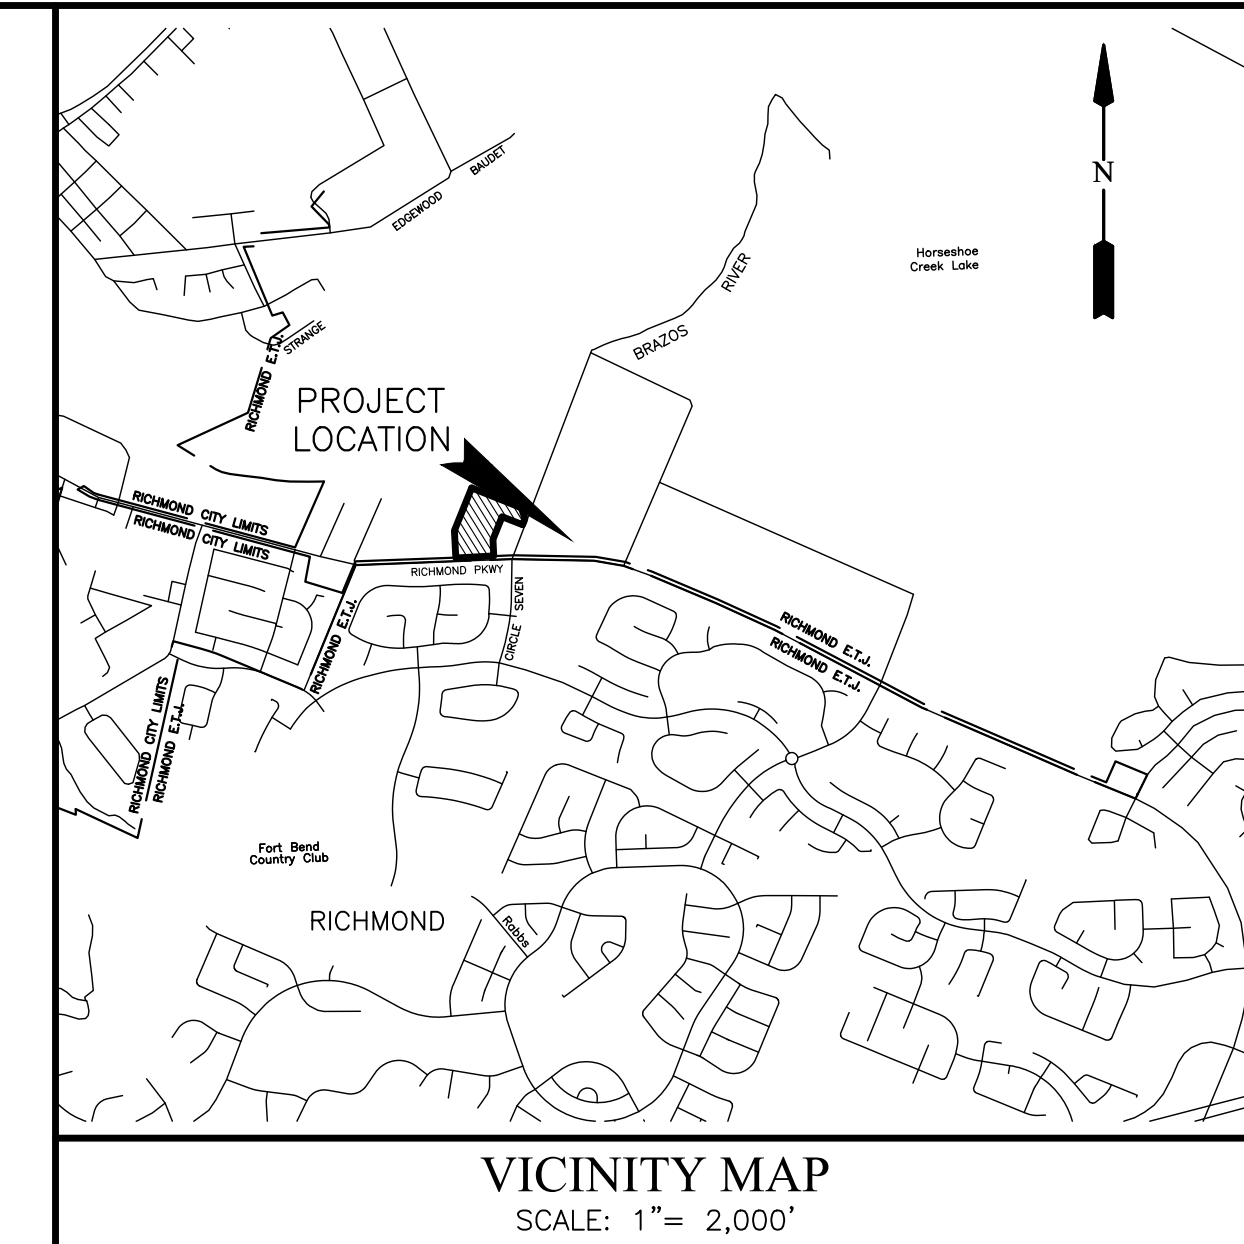 BAUDET
EDGEWOOD
N
Horseshoe
Creek Lake
RIVER
BRAZOS
STRANGE
RICHMOND E.T.J.
PROJECT
LOCATION
RICHMOND CITY LIMITS
RICHMOND CITY LIMITS
RICHMOND PKWY
CIRCLE SEVEN
RICHMOND E.T.J.
RICHMOND E.T.J.
RICHMOND E.T.J.
RICHMOND CITY LIMITS
RICHMOND E.T.J.
Fort Bend
Country Club
RICHMOND
Rabbs
VICINITY MAP
SCALE: 1"= 2,000'